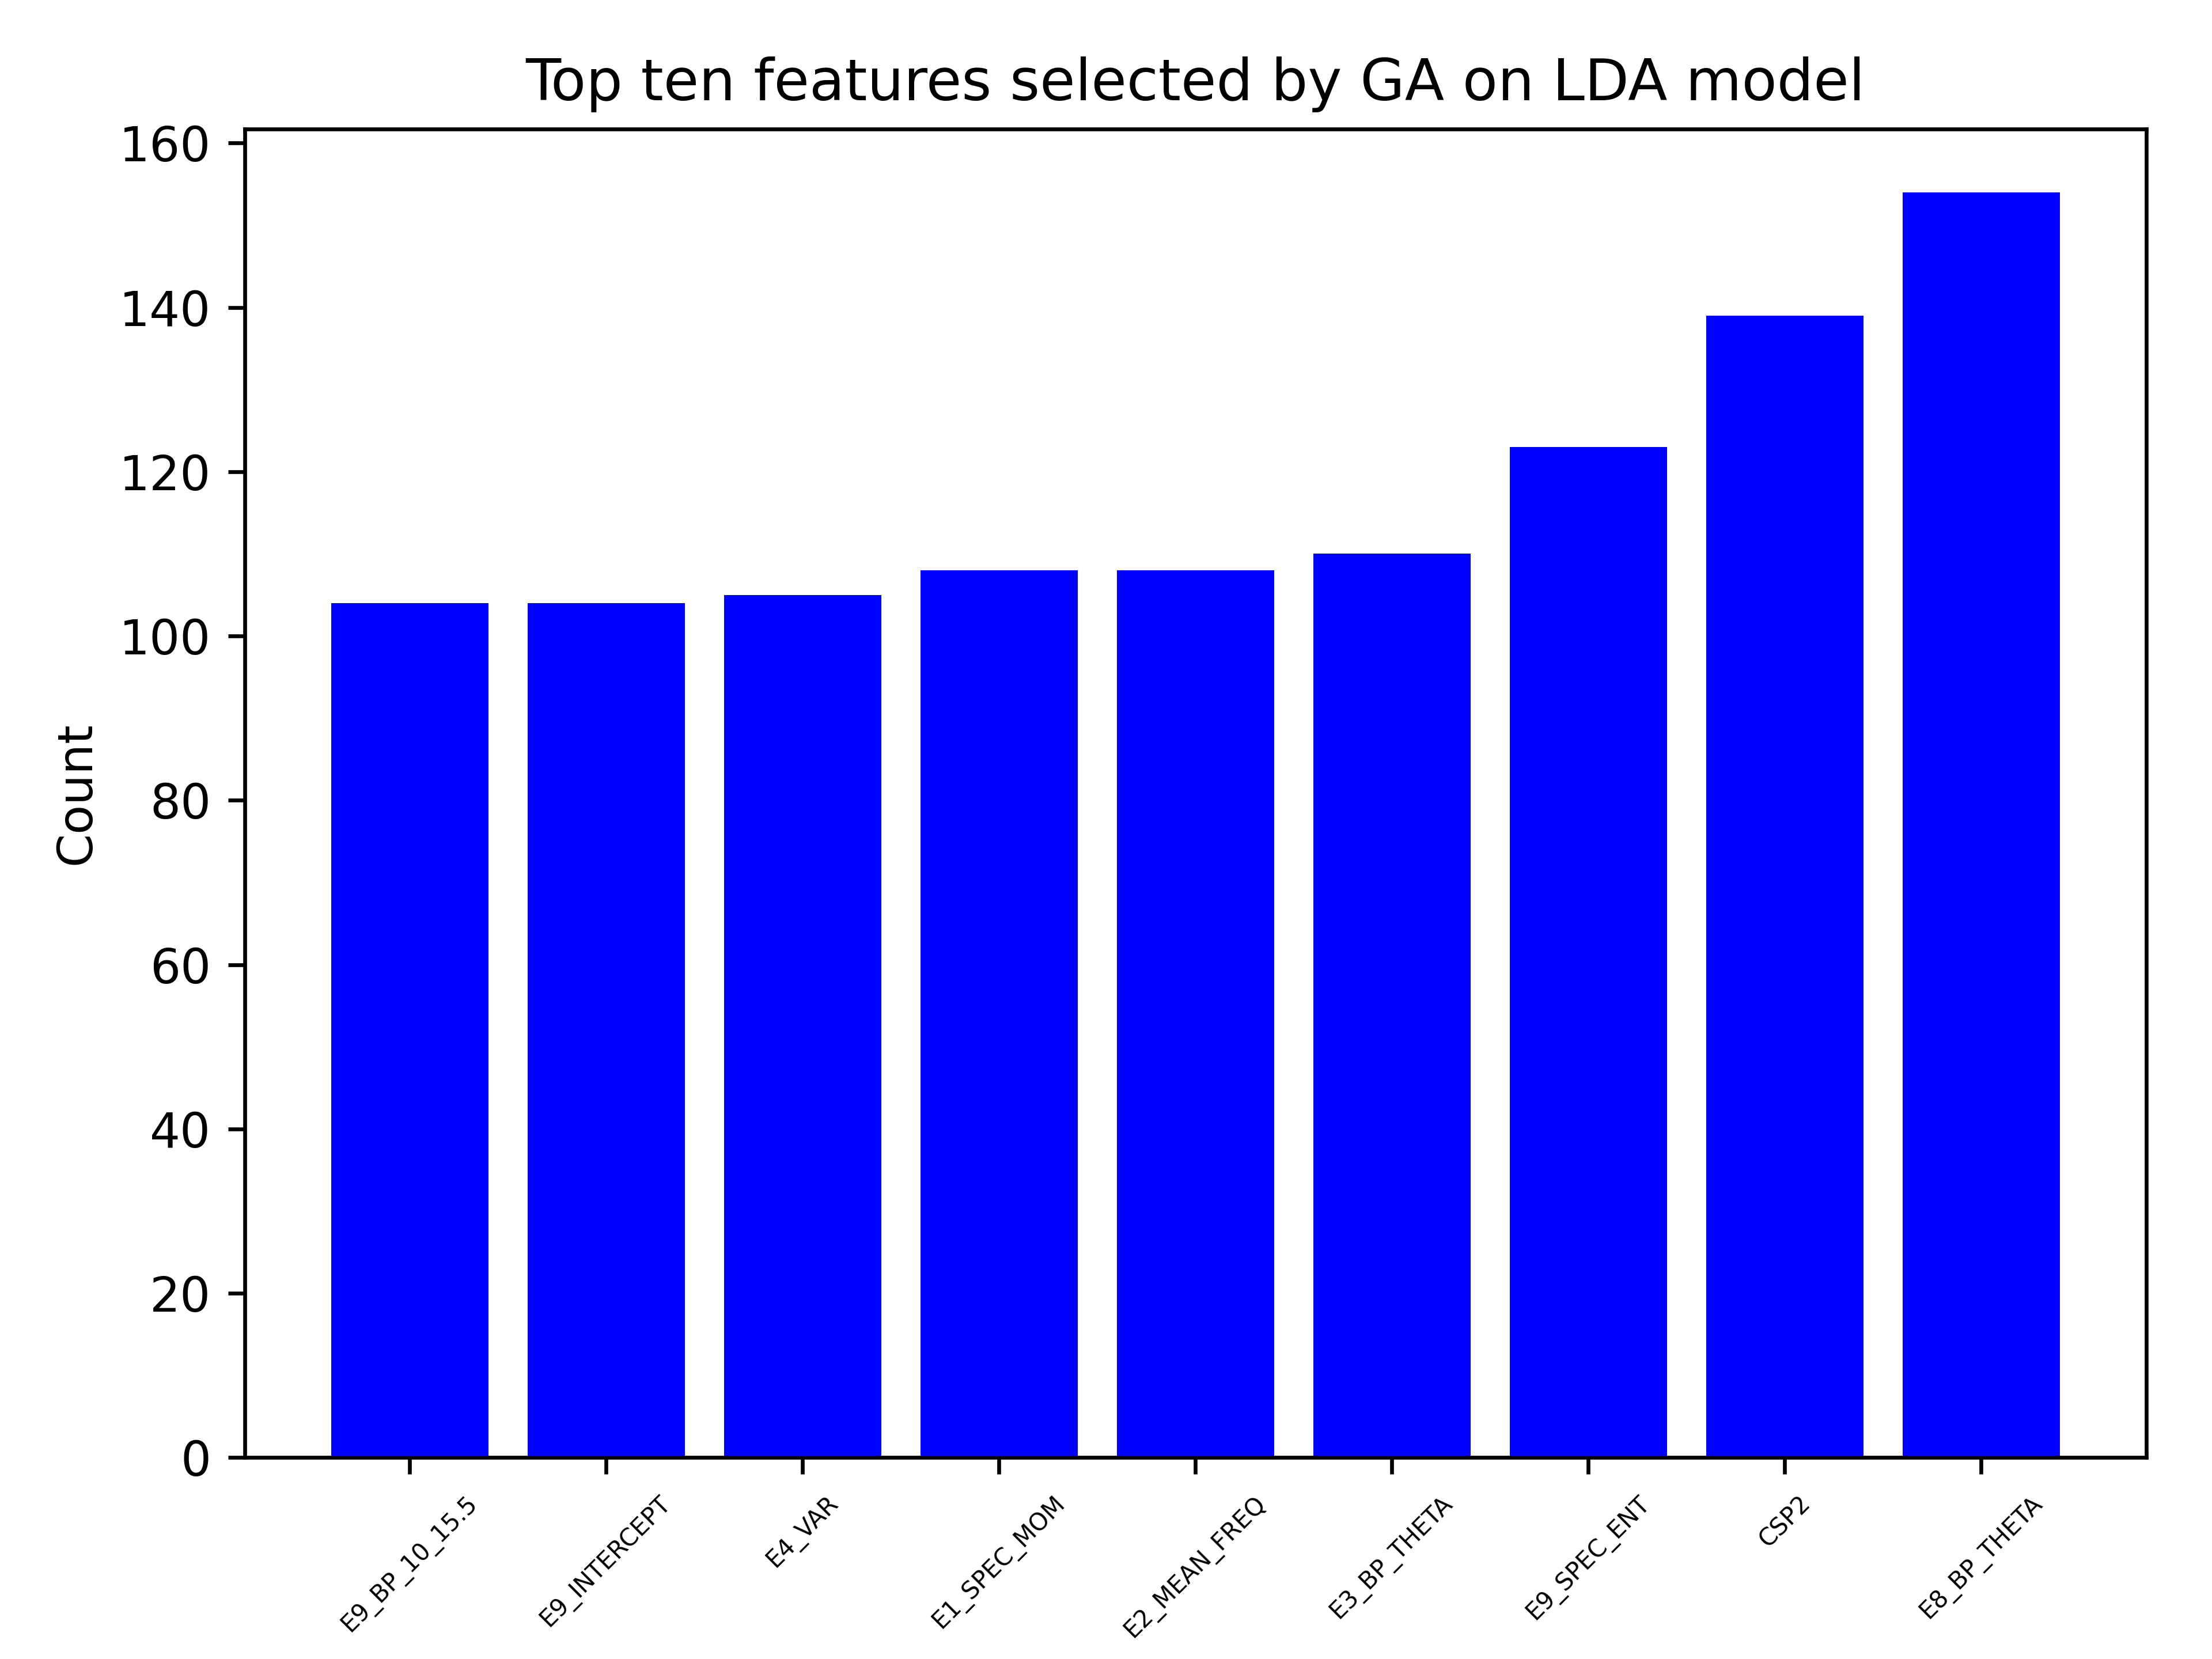 Top ten features selected by GA on LDA model
160
140
120
100
80
60
40
20
0
Count
E9_BP_10_15.5
E9_INTERCEPT
E4_VAR
E1_SPEC_MOM
E2_MEAN_FREQ
E3_BP_THETA
E9_SPEC_ENT
CSP2
E8_BP_THETA